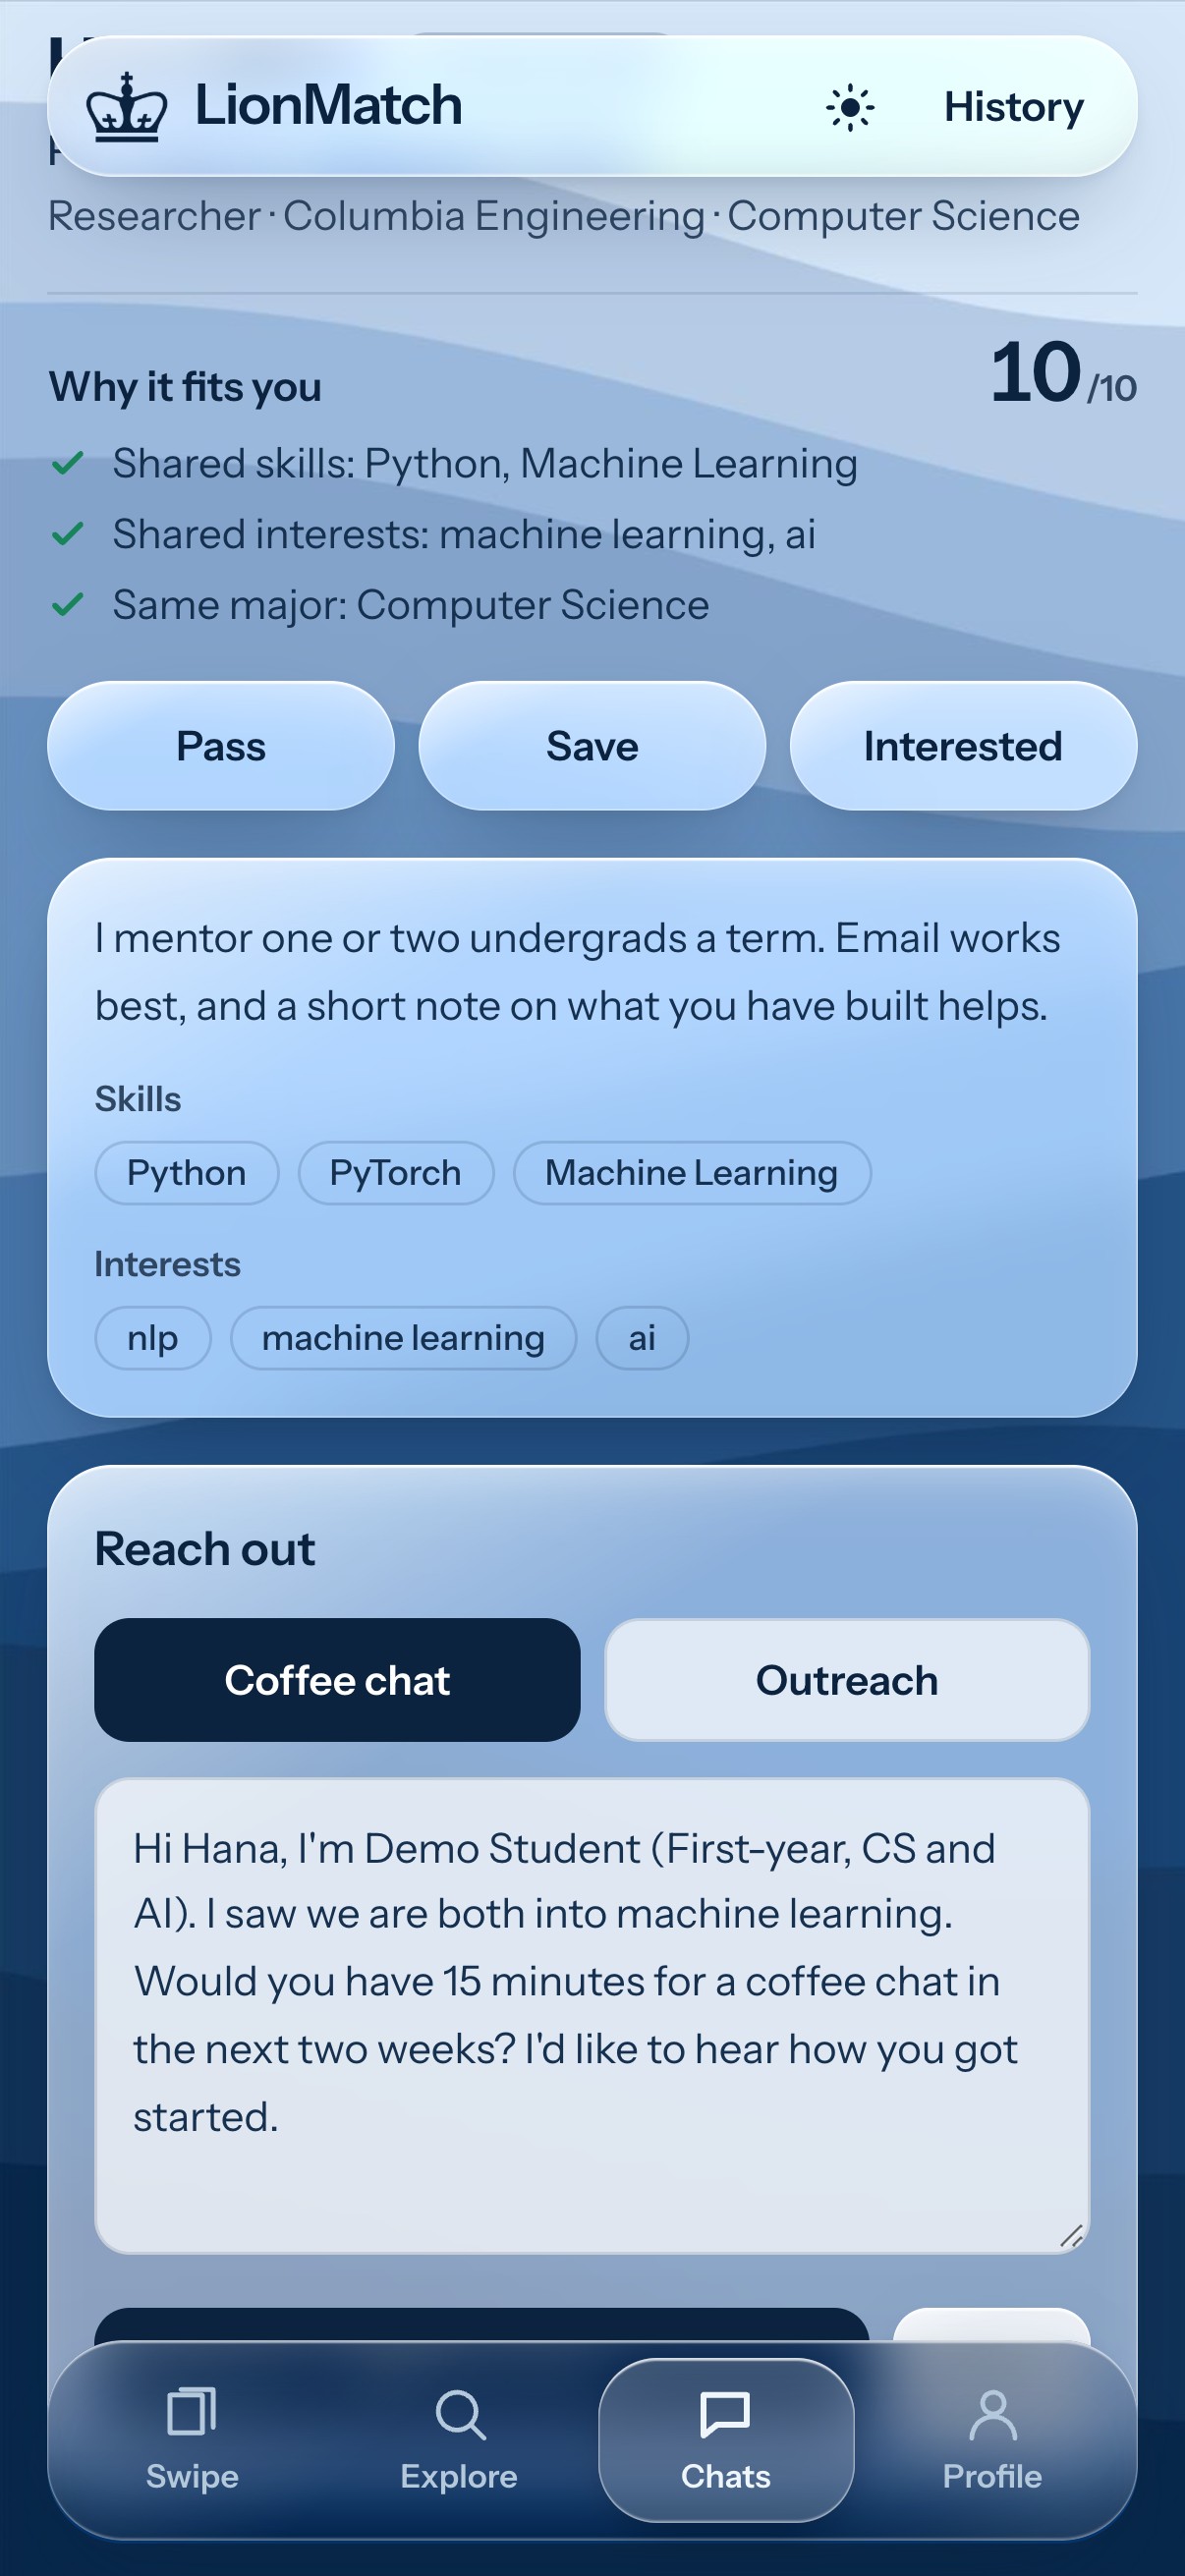 LionMatch
History
Researcher · Columbia Engineering · Computer Science
Why it fits you
10/10
Shared skills: Python, Machine Learning
Shared interests: machine learning, ai
Same major: Computer Science
Pass
Save
Interested
I mentor one or two undergrads a term. Email works
best, and a short note on what you have built helps.
Skills
Python
PyTorch
Machine Learning
Interests
nlp
machine learning
ai
Reach out
Coffee chat
Outreach
Hi Hana, I'm Demo Student (First-year, CS and
AI). I saw we are both into machine learning.
Would you have 15 minutes for a coffee chat in
the next two weeks? I'd like to hear how you got
started.
Swipe
Explore
Chats
Profile